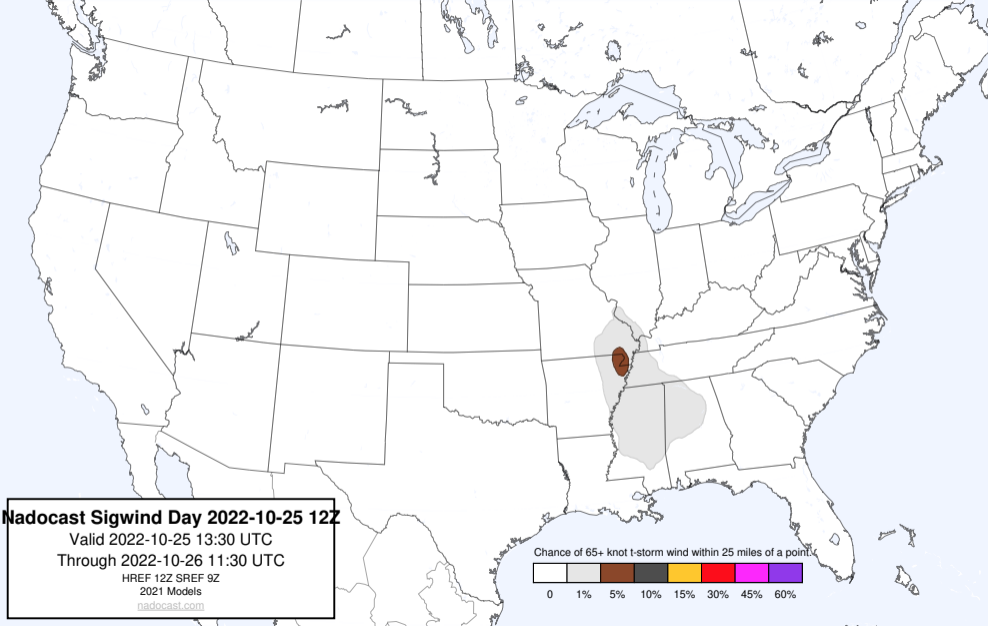 2
Nadocast Sigwind Day 2022-10-25 12Z
Valid 2022-10-25 13:30 UTC
Through 2022-10-26 11:30 UTC
HREF 12Z SREF 9Z
2021 Models
nadocast.com
Chance of 65+ knot t-storm wind within 25 miles of a point.
0 1% 5% 10% 15% 30% 45% 60%